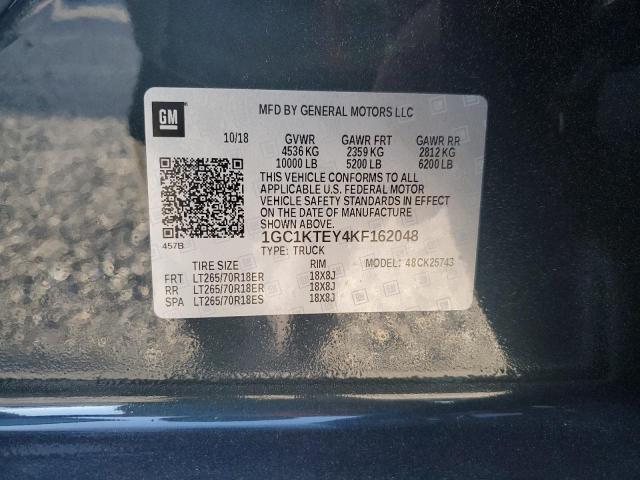 GM
MFD BY GENERAL MOTORS LLC
10/18 GVWR GAWR FRT GAWR RR
4536 KG 2359 KG 2812 KG
10000 LB 5200 LB 6200 LB
THIS VEHICLE CONFORMS TO ALL
APPLICABLE U.S. FEDERAL MOTOR
VEHICLE SAFETY STANDARDS IN EFFECT
ON THE DATE OF MANUFACTURE
SHOWN ABOVE.
457B 1GC1KTEY4KF162048
TYPE: TRUCK
TIRE SIZE RIM MODEL: 48CK25743
FRT LT265/70R18ER 18X8J
RR LT265/70R18ER 18X8J
SPA LT265/70R18ES 18X8J